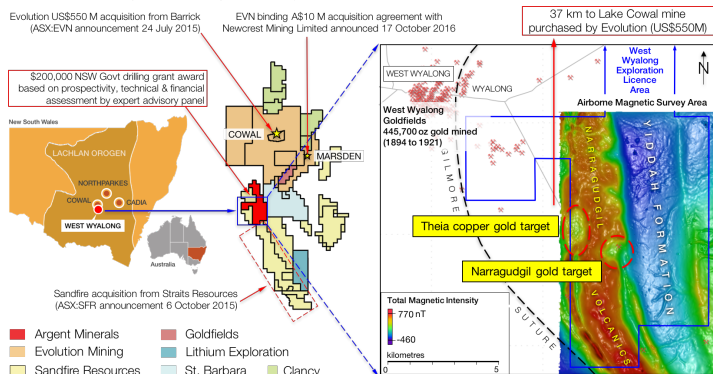 Evolution US$550 M acquisition from Barrick
(ASX:EVN announcement 24 July 2015)
EVN binding A$10 M acquisition agreement with
Newcrest Mining Limited announced 17 October 2016
37 km to Lake Cowal mine
purchased by Evolution (US$550M)
$200,000 NSW Govt drilling grant award
based on prospectivity, technical & financial
assessment by expert advisory panel
New South Wales
LACHLAN OROGEN
NORTHPARKES
COWAL
CADIA
WEST WYALONG
Australia
COWAL
MARSDEN
Sandfire acquisition from Straits Resources
(ASX:SFR announcement 6 October 2015)
Argent Minerals
Evolution Mining
Sandfire Resources
Goldfields
Lithium Exploration
St. Barbara
Clancy
West
Wyalong
Exploration
Licence
Area
N
WEST WYALONG
WYALONG
Airborne Magnetic Survey Area
West Wyalong
Goldfields
445,700 oz gold mined
(1894 to 1921)
GILMORE
SUTURE
NARRAGUDGIL
VOLCANICS
YIDDAH FORMATION
Theia copper gold target
Narragudgil gold target
Total Magnetic Intensity
770 nT
-460
kilometres
0
5